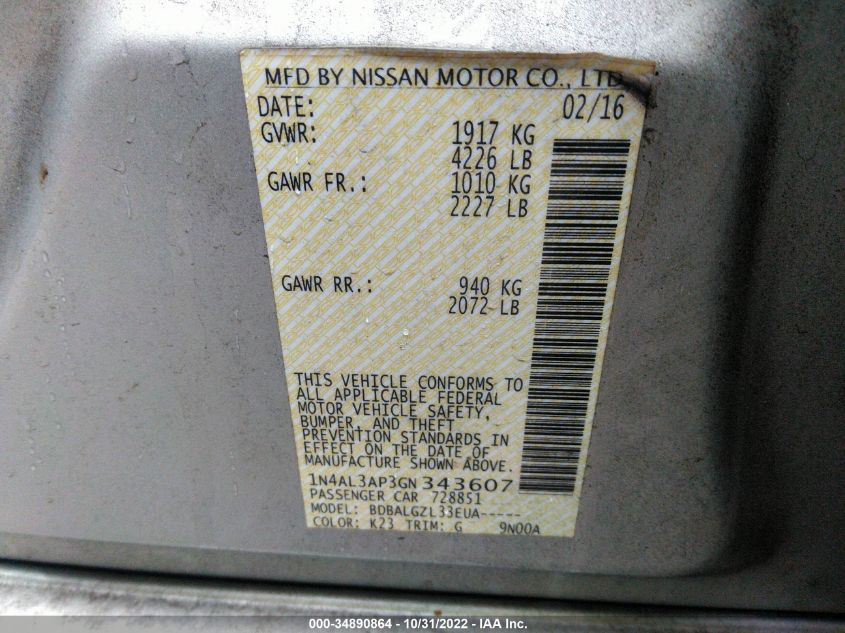 MFD BY NISSAN MOTOR CO., LTD
DATE: 02/16
GVWR: 1917 KG
4226 LB
GAWR FR.: 1010 KG
2227 LB
GAWR RR.: 940 KG
2072 LB
THIS VEHICLE CONFORMS TO
ALL APPLICABLE FEDERAL
MOTOR VEHICLE SAFETY,
BUMPER, AND THEFT
PREVENTION STANDARDS IN
EFFECT ON THE DATE OF
MANUFACTURE SHOWN ABOVE.
1N4AL3AP3GN 343607
PASSENGER CAR 728851
MODEL: BDBALGZL33EUA-----
COLOR: K23 TRIM: G 9N00A
000-34890864 - 10/31/2022 - IAA Inc.